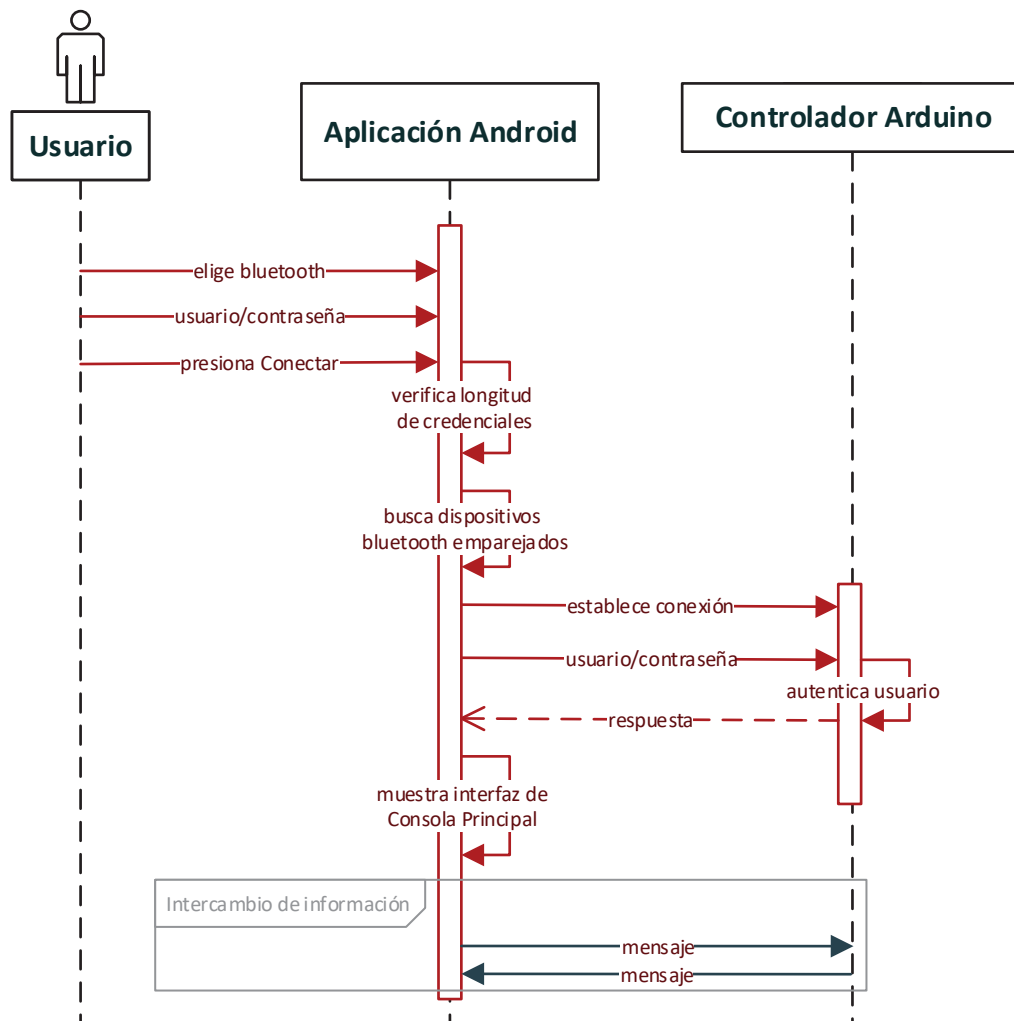 Usuario
Aplicación Android
Controlador Arduino
elige bluetooth
usuario/contraseña
presiona Conectar
verifica longitud
de credenciales
busca dispositivos
bluetooth emparejados
establece conexión
usuario/contraseña
autentica usuario
respuesta
muestra interfaz de
Consola Principal
Intercambio de información
mensaje
mensaje